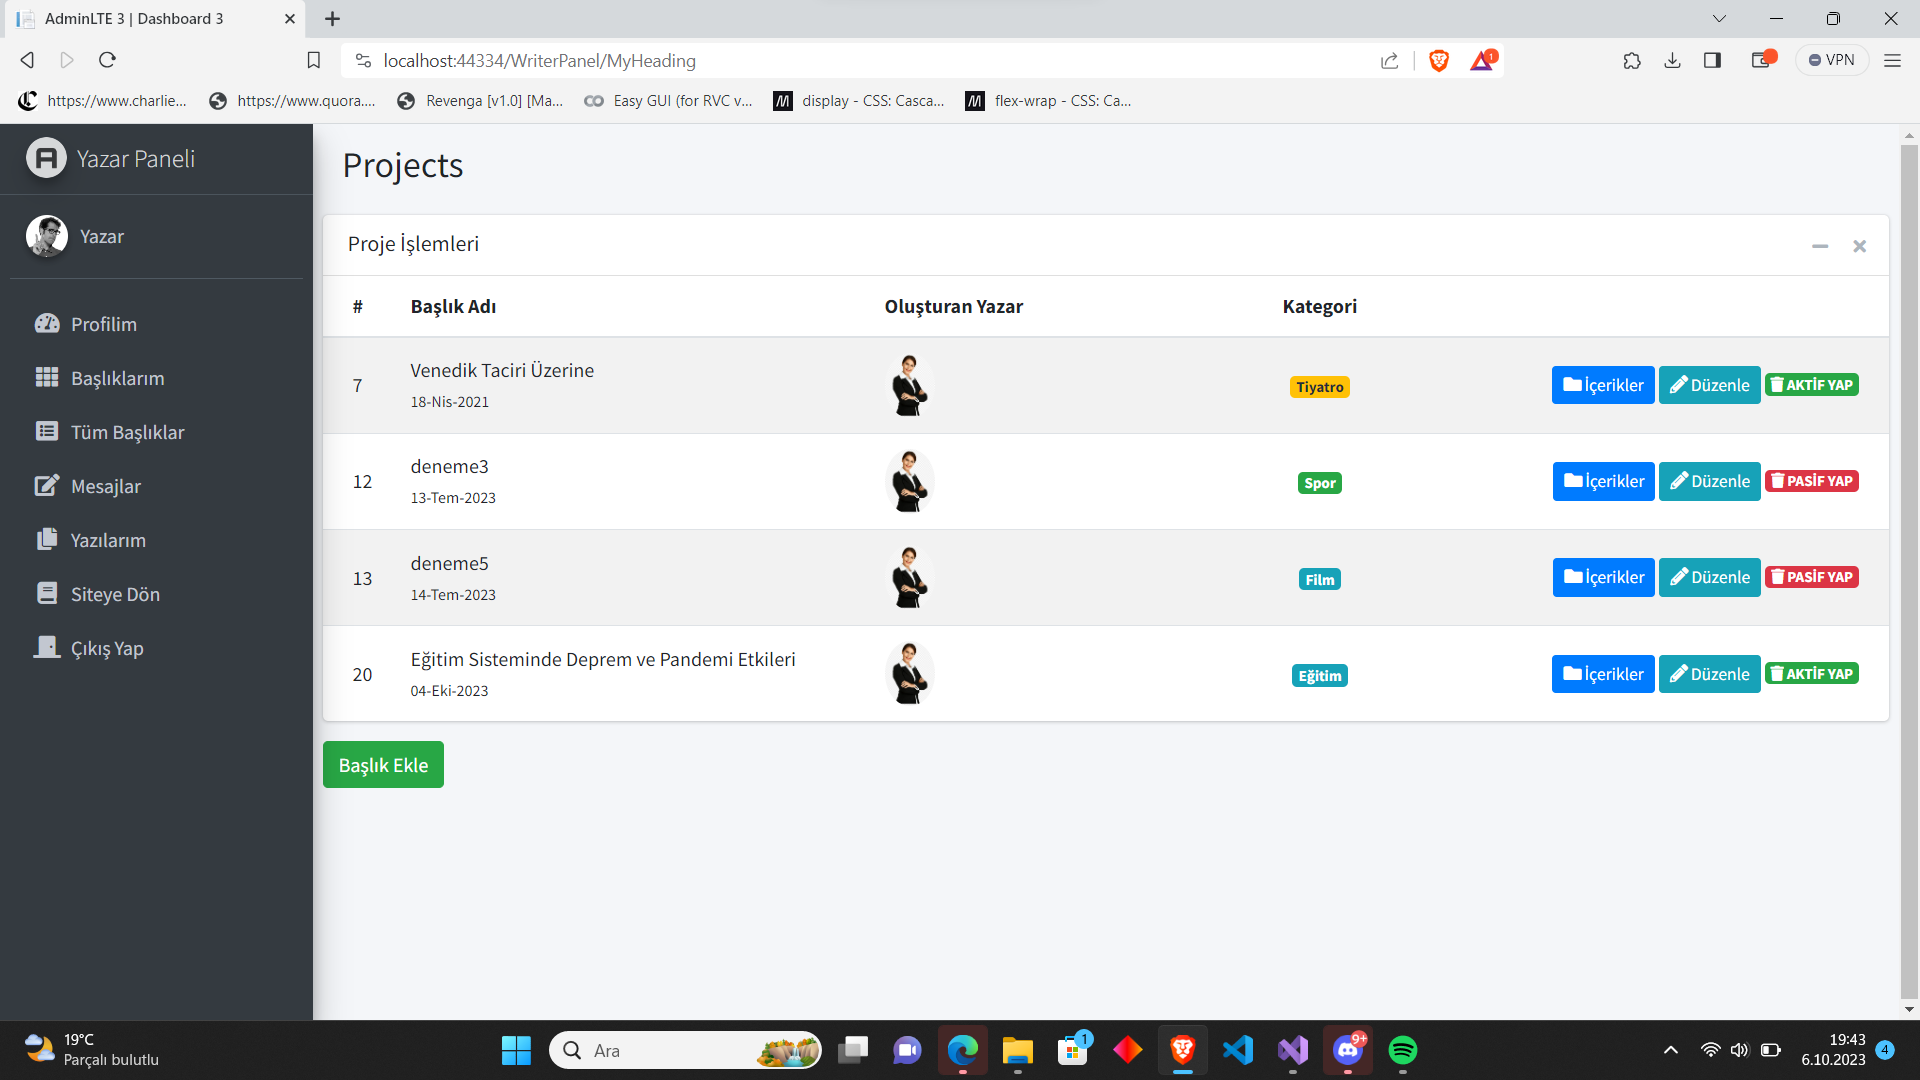 AdminLTE 3 | Dashboard 3
localhost:44334/WriterPanel/MyHeading
1
VPN
https://www.charlie...
https://www.quora....
Revenga [v1.0] [Ma...
Easy GUI (for RVC v...
display - CSS: Casca...
flex-wrap - CSS: Ca...
Yazar Paneli
Yazar
Profilim
Başlıklarım
Tüm Başlıklar
Mesajlar
Yazılarım
Siteye Dön
Çıkış Yap
Projects
Proje İşlemleri
# Başlık Adı Oluşturan Yazar Kategori
7 Venedik Taciri Üzerine Tiyatro İçerikler Düzenle AKTİF YAP
18-Nis-2021
12 deneme3 Spor İçerikler Düzenle PASİF YAP
13-Tem-2023
13 deneme5 Film İçerikler Düzenle PASİF YAP
14-Tem-2023
20 Eğitim Sisteminde Deprem ve Pandemi Etkileri Eğitim İçerikler Düzenle AKTİF YAP
04-Eki-2023
Başlık Ekle
19°C
Parçalı bulutlu
Ara
1
9+
19:43
6.10.2023
4